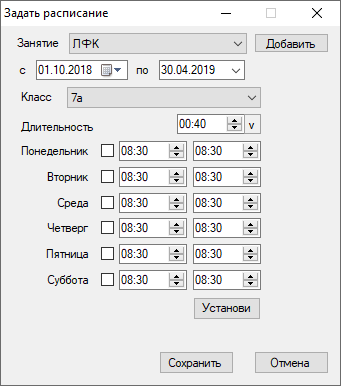 Задать расписание
Занятие ЛФК Добавить
с 01.10.2018 по 30.04.2019
Класс 7а
Длительность 00:40 v
Понедельник 08:30 08:30
Вторник 08:30 08:30
Среда 08:30 08:30
Четверг 08:30 08:30
Пятница 08:30 08:30
Суббота 08:30 08:30
Установи
Сохранить Отмена